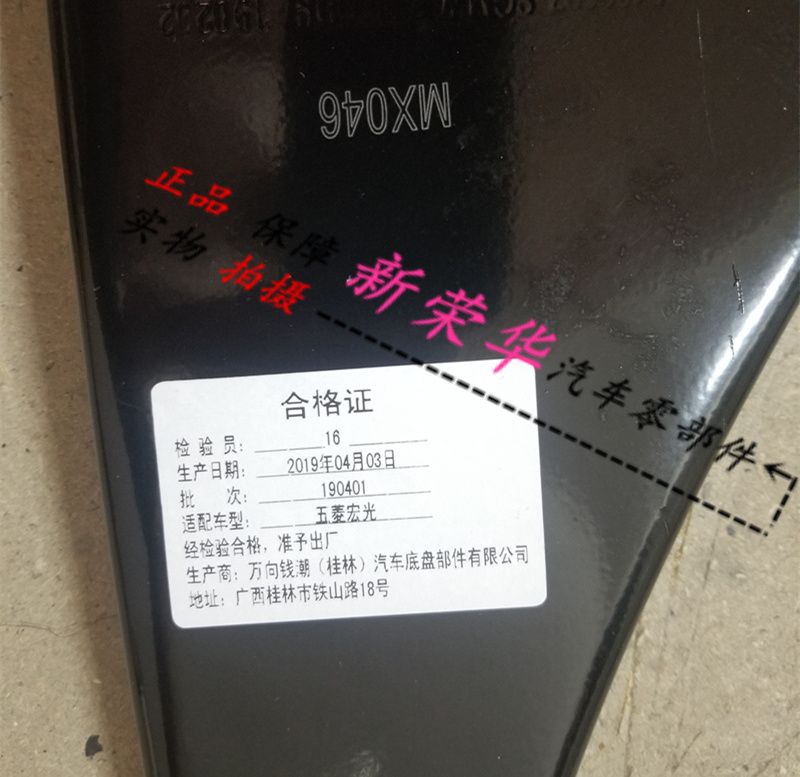 190232
MX046
正品 保障
实物 拍摄
新荣华汽车零部件
合格证
检 验 员: 16
生产日期: 2019年04月03日
批 次: 190401
适配车型: 五菱宏光
经检验合格，准予出厂
生产商: 万向钱潮（桂林）汽车底盘部件有限公司
地址: 广西桂林市铁山路18号